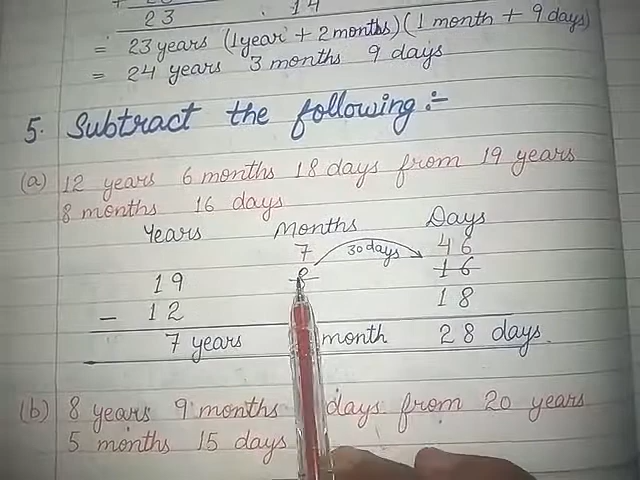 23 14
= 23 years (1year + 2months) (1 month + 9 days)
= 24 years 3 months 9 days
5. Subtract the following :-
(a) 12 years 6 months 18 days from 19 years
8 months 16 days
Years Months Days
7 30 days 46
19 8 16
- 12 18
7 years month 28 days
(b) 8 years 9 months days from 20 years
5 months 15 days